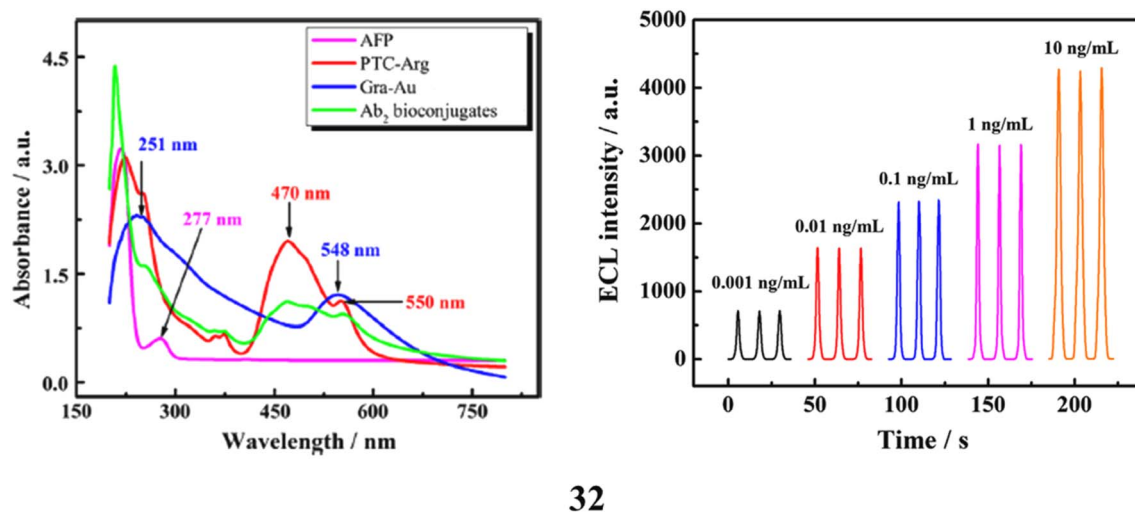 4.5
3.0
1.5
0.0
Absorbance / a.u.
AFP
PTC-Arg
Gra-Au
Ab₂ bioconjugates
251 nm
277 nm
470 nm
548 nm
550 nm
150
300
450
600
750
Wavelength / nm
5000
4000
3000
2000
1000
0
ECL intensity / a.u.
0.001 ng/mL
0.01 ng/mL
0.1 ng/mL
1 ng/mL
10 ng/mL
0
50
100
150
200
Time / s
32